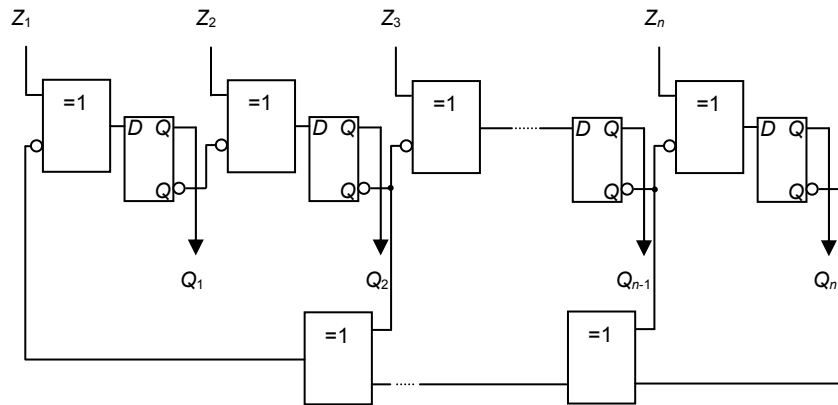 Z1 Z2 Z3 Zn
=1 =1 =1 =1
D Q D Q D Q D Q
Q Q Q Q
Q1 Q2 Qn-1 Qn
=1 =1